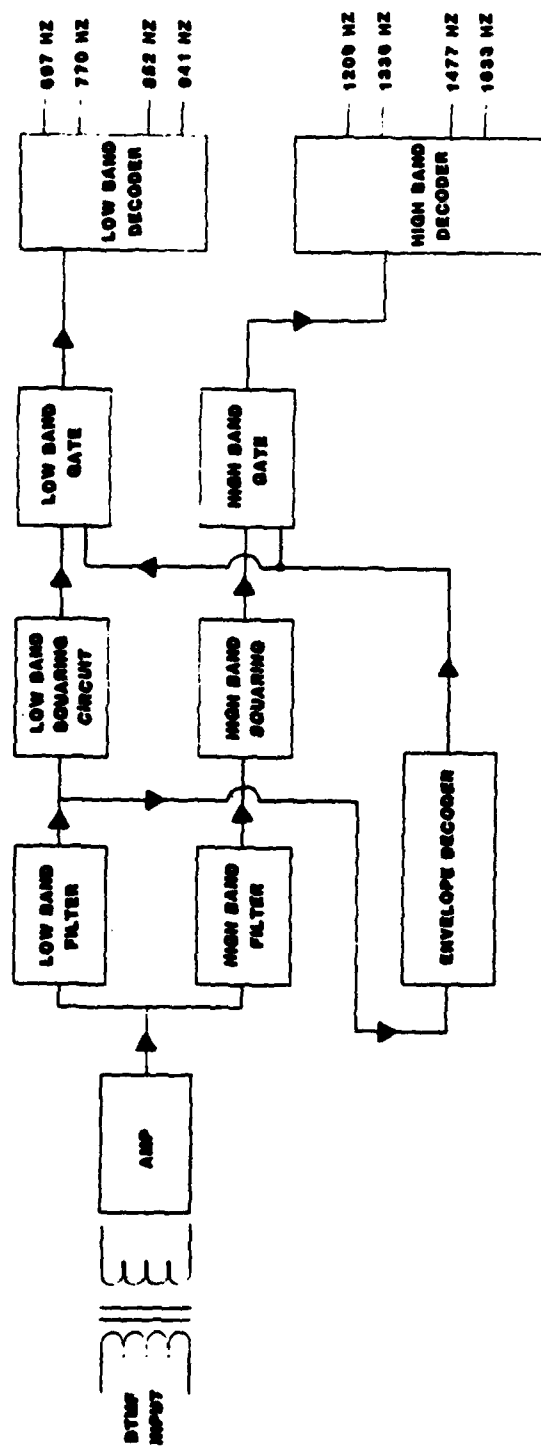 DTMF
INPUT
AMP
LOW BAND
FILTER
HIGH BAND
FILTER
LOW BAND
SQUARING
CIRCUIT
HIGH BAND
SQUARING
ENVELOPE DECODER
LOW BAND
GATE
HIGH BAND
GATE
LOW BAND
DECODER
HIGH BAND
DECODER
697 HZ
770 HZ
852 HZ
941 HZ
1209 HZ
1336 HZ
1477 HZ
1633 HZ